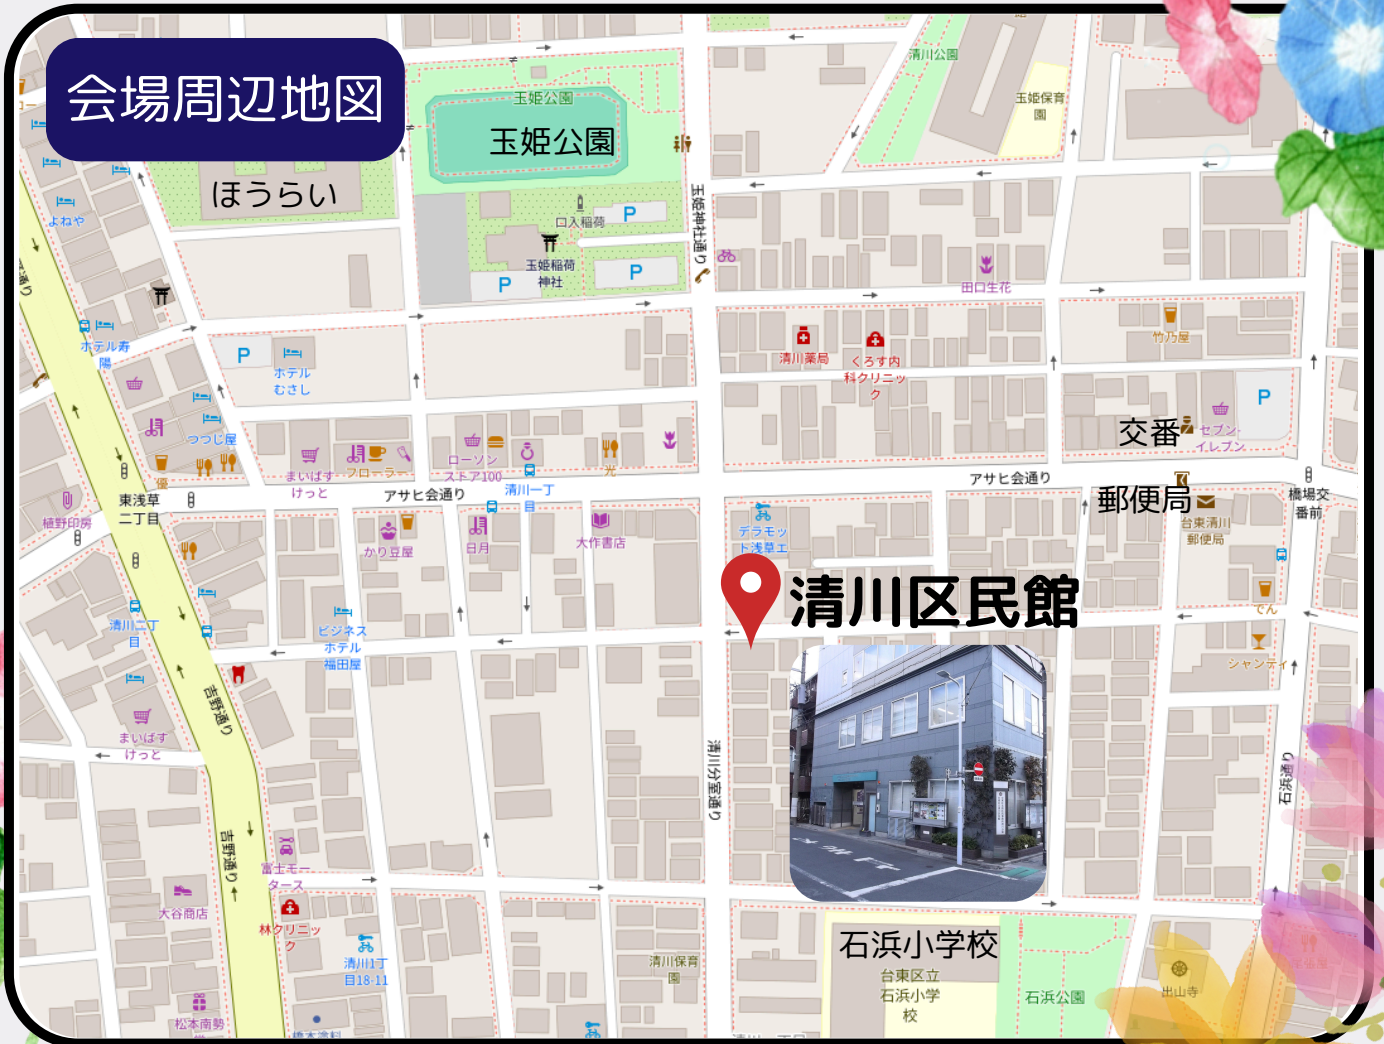 会場周辺地図
清川公園
玉姫公園
玉姫公園
玉姫保育
園
ほうらい
よねや
口入稲荷
P
玉姫稲荷
神社
P
P
玉姫神社通り
田口生花
ホテル寿
陽
P
ホテル
むさし
清川薬局
くろす内
科クリニッ
ク
竹乃屋
P
つつじ屋
交番
セブン-
イレブン
優
まいばす
けっと
フローラー
ローソン
ストア100
光
アサヒ会通り
清川一丁
目
アサヒ会通り
東浅草
二丁目
植野印房
郵便局
台東清川
郵便局
橋場交
番前
かり豆屋
日月
大作書店
デラモッ
ト浅草エ
清川区民館
清川二丁
目
ビジネス
ホテル
福田屋
でん
シャンティ
吉野通り
まいばす
けっと
清川分室通り
石浜通り
吉野通り
富士モー
タース
大谷商店
林クリニッ
ク
清川1丁
目18-11
清川保育
園
石浜小学校
台東区立
石浜小学
校
石浜公園
出山寺
松本南勢
橋本塗料